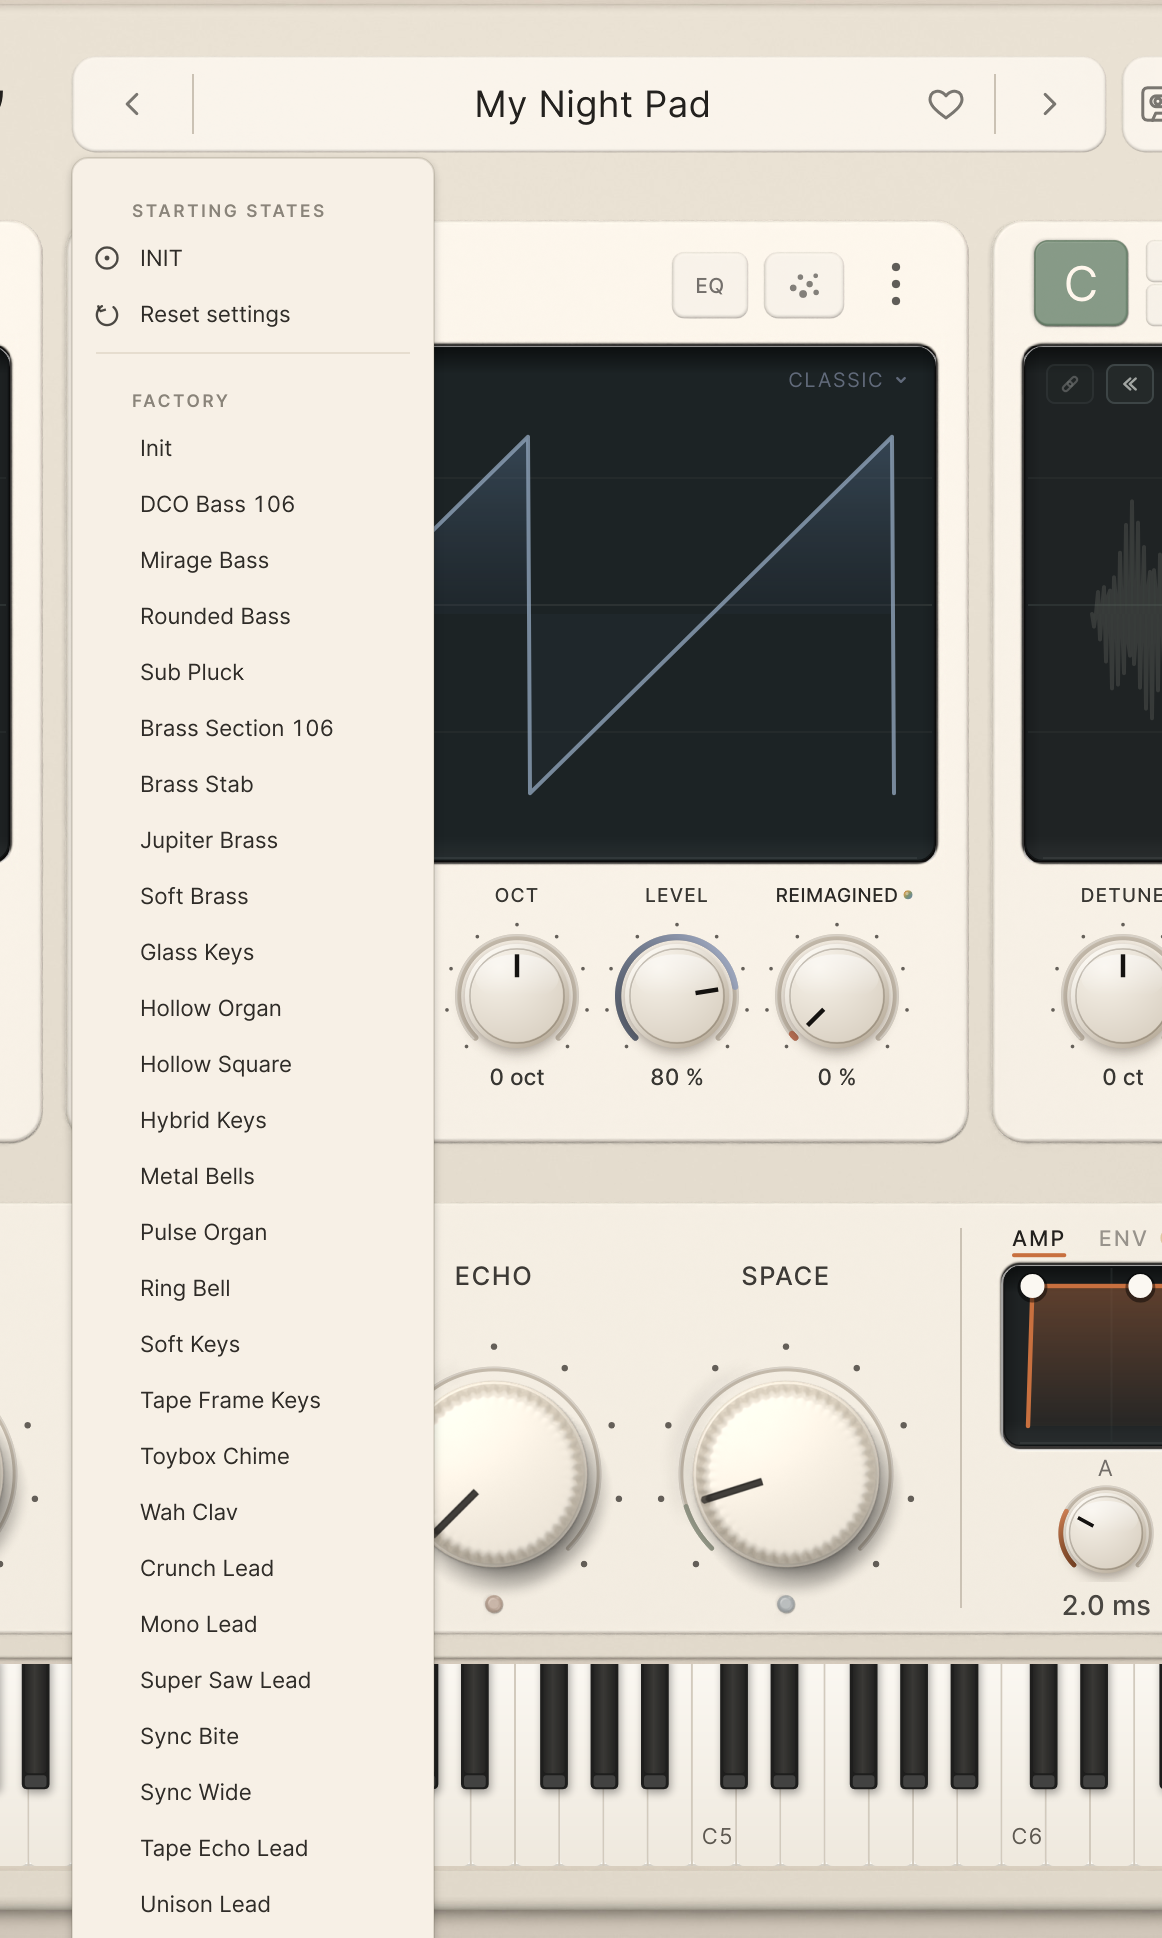 My Night Pad
STARTING STATES
INIT
Reset settings
FACTORY
Init
DCO Bass 106
Mirage Bass
Rounded Bass
Sub Pluck
Brass Section 106
Brass Stab
Jupiter Brass
Soft Brass
Glass Keys
Hollow Organ
Hollow Square
Hybrid Keys
Metal Bells
Pulse Organ
Ring Bell
Soft Keys
Tape Frame Keys
Toybox Chime
Wah Clav
Crunch Lead
Mono Lead
Super Saw Lead
Sync Bite
Sync Wide
Tape Echo Lead
Unison Lead
EQ
CLASSIC
OCT LEVEL REIMAGINED
0 oct 80 % 0 %
C
DETUNE
0 ct
ECHO SPACE
AMP ENV
A
2.0 ms
C5 C6